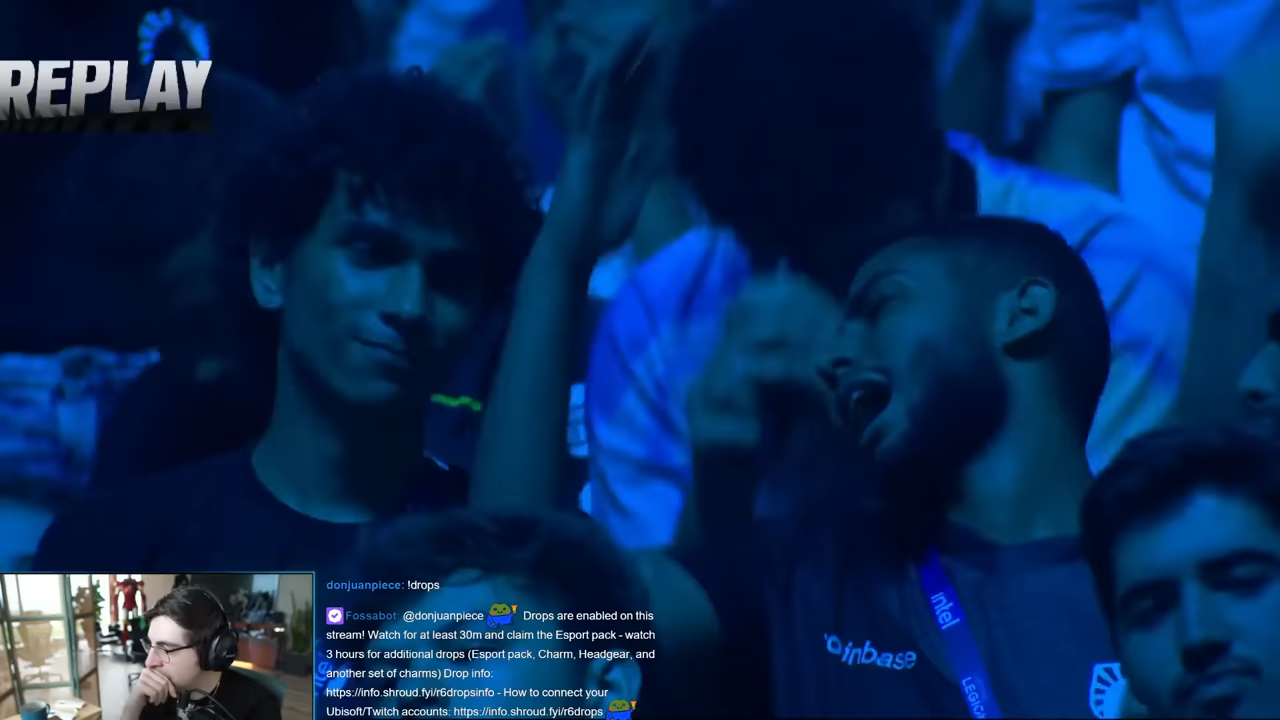 REPLAY
intel
oinbase
donjuanpiece: !drops
Fossabot: @donjuanpiece Drops are enabled on this
stream! Watch for at least 30m and claim the Esport pack - watch
3 hours for additional drops (Esport pack, Charm, Headgear, and
another set of charms) Drop info:
https://info.shroud.fyi/r6dropsinfo - How to connect your
Ubisoft/Twitch accounts: https://info.shroud.fyi/r6drops